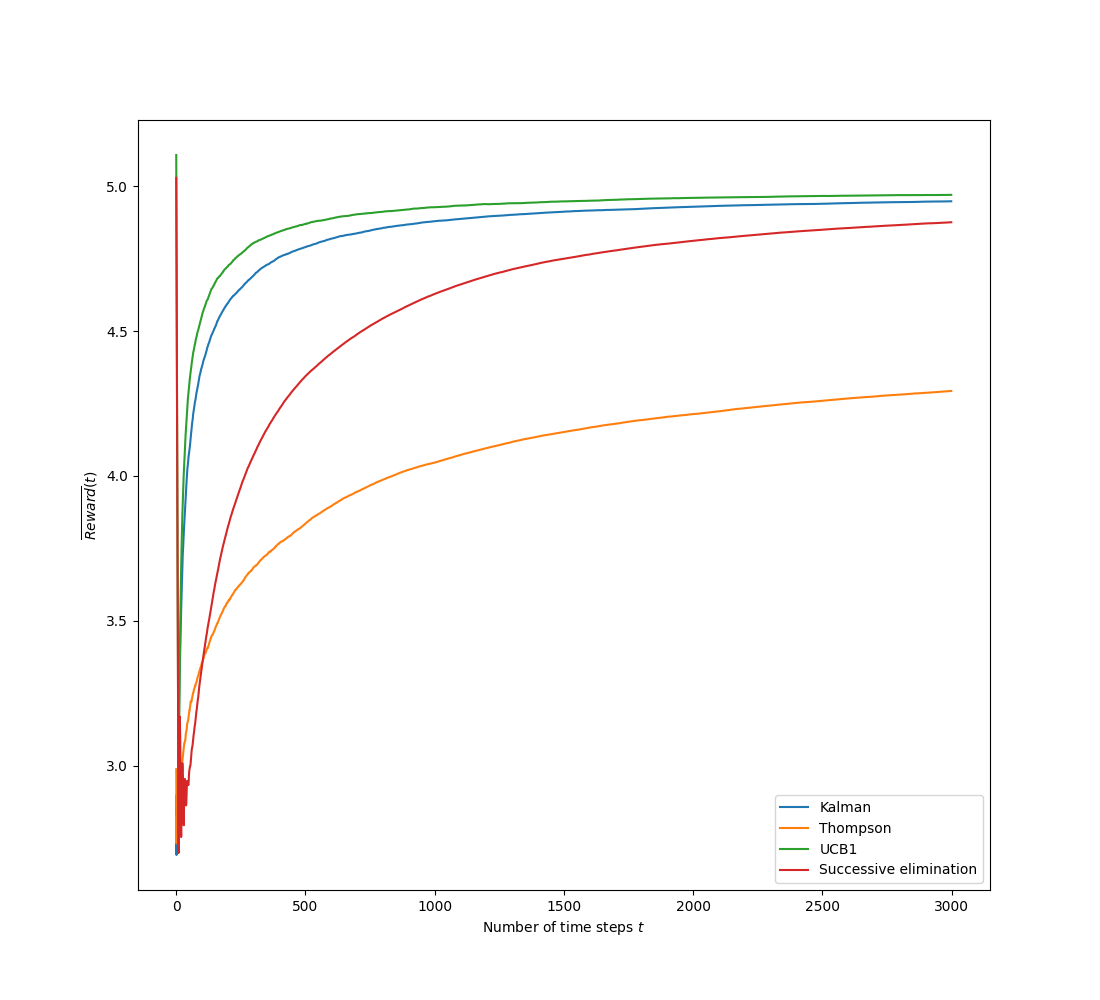 5.0
4.5
4.0
3.5
3.0
Reward(t)
0 500 1000 1500 2000 2500 3000
Number of time steps t
Kalman
Thompson
UCB1
Successive elimination